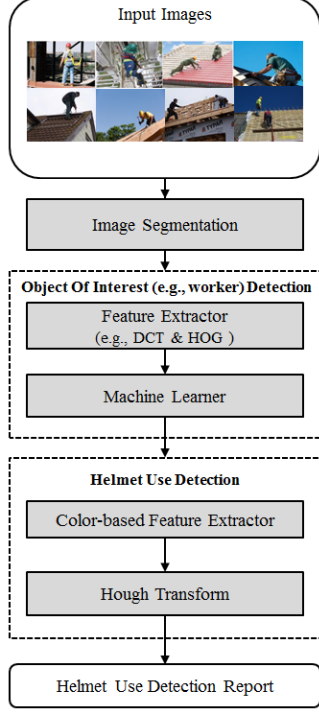 Input Images
Image Segmentation
Object Of Interest (e.g., worker) Detection
Feature Extractor
(e.g., DCT & HOG )
Machine Learner
Helmet Use Detection
Color-based Feature Extractor
Hough Transform
Helmet Use Detection Report